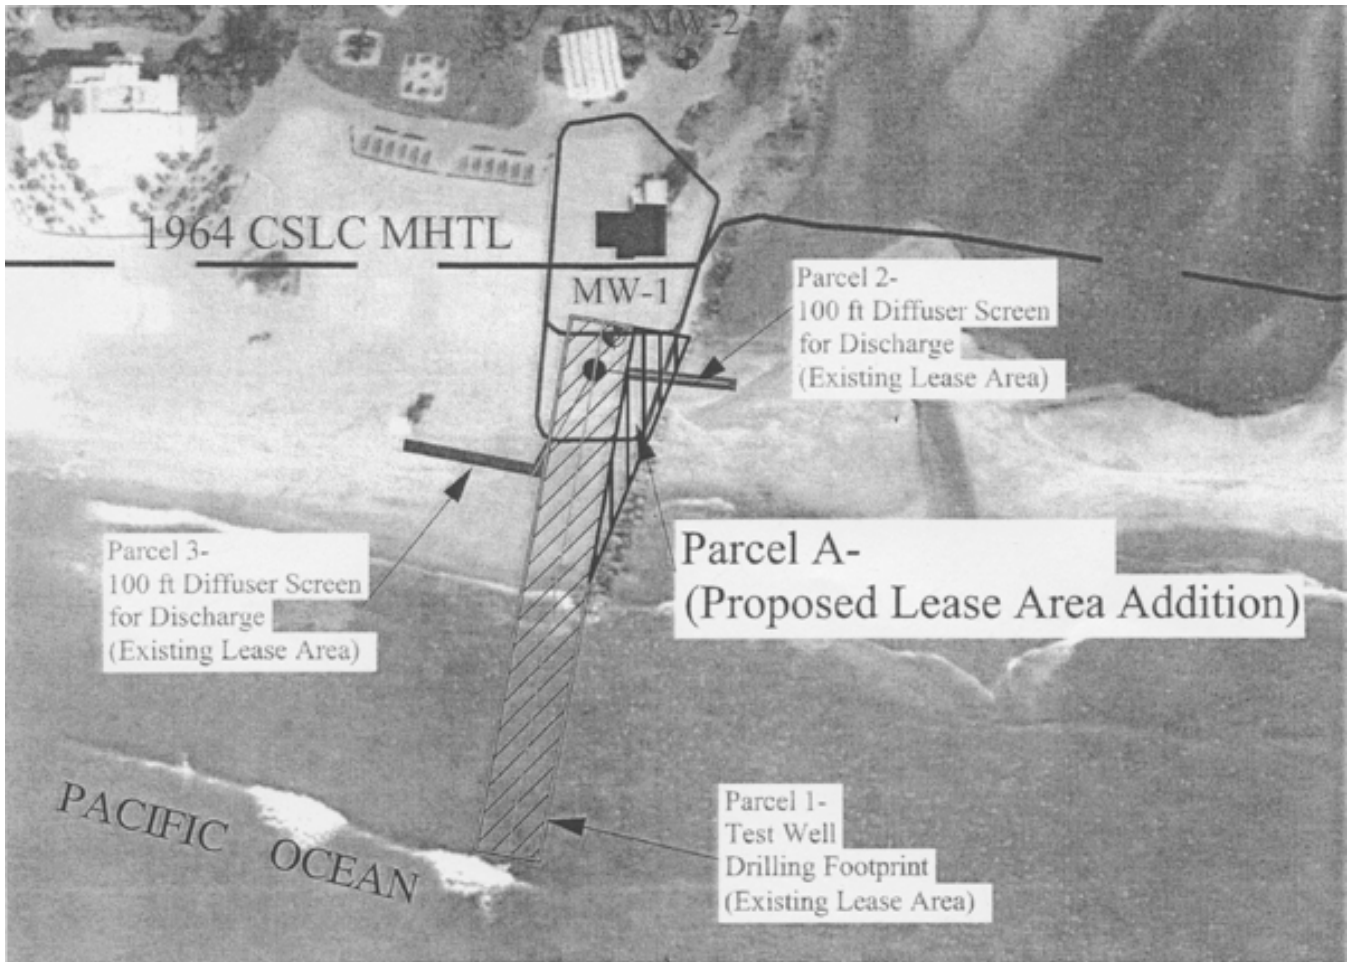 MW-2
1964 CSLC MHTL
MW-1
Parcel 2-
100 ft Diffuser Screen
for Discharge
(Existing Lease Area)
Parcel 3-
100 ft Diffuser Screen
for Discharge
(Existing Lease Area)
Parcel A-
(Proposed Lease Area Addition)
Parcel 1-
Test Well
Drilling Footprint
(Existing Lease Area)
PACIFIC OCEAN